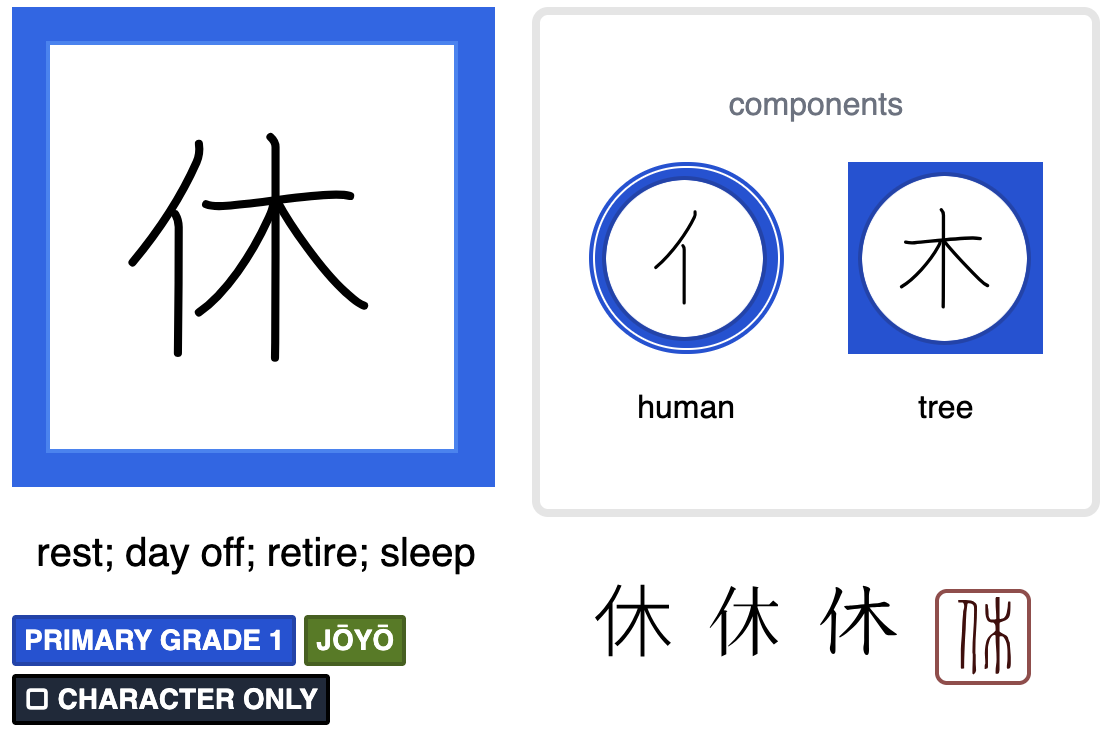 休
rest; day off; retire; sleep
PRIMARY GRADE 1 JŌYŌ
CHARACTER ONLY
components
亻 木
human tree
休 休 休 休